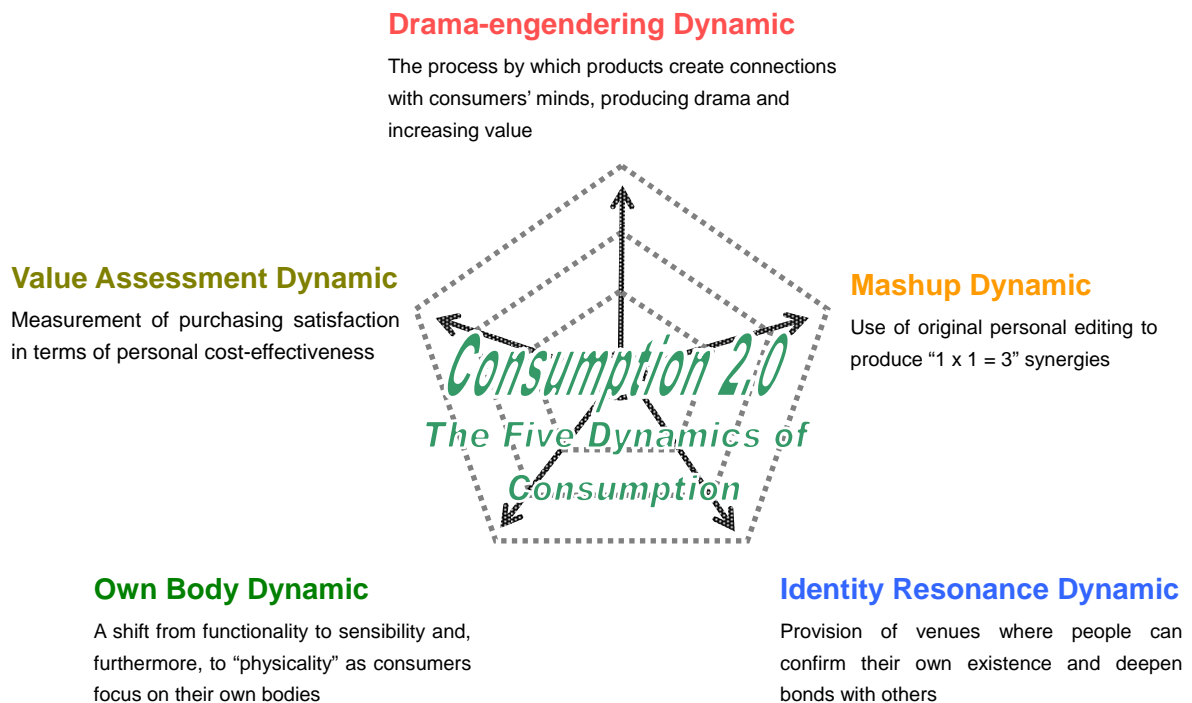 Drama-engendering Dynamic
The process by which products create connections
with consumers’ minds, producing drama and
increasing value
Value Assessment Dynamic
Measurement of purchasing satisfaction
in terms of personal cost-effectiveness
Mashup Dynamic
Use of original personal editing to
produce “1 x 1 = 3” synergies
Consumption 2.0
The Five Dynamics of
Consumption
Own Body Dynamic
A shift from functionality to sensibility and,
furthermore, to “physicality” as consumers
focus on their own bodies
Identity Resonance Dynamic
Provision of venues where people can
confirm their own existence and deepen
bonds with others